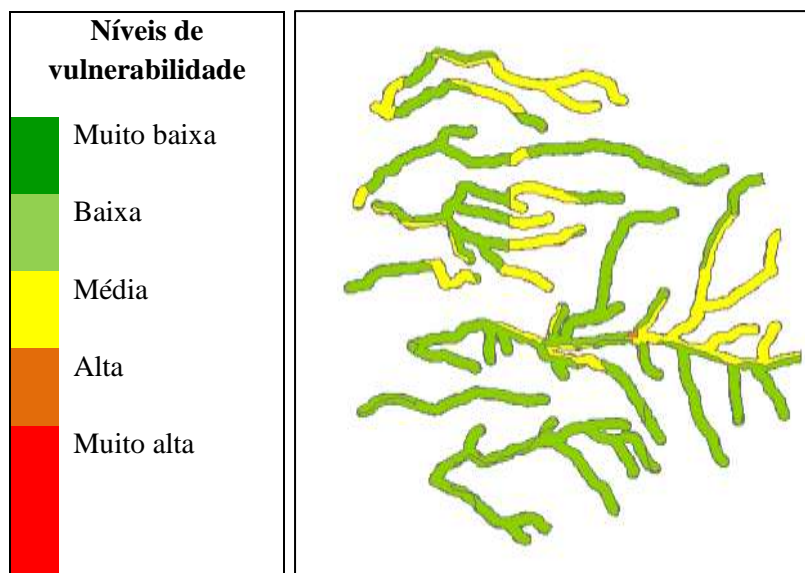 Níveis de
vulnerabilidade
Muito baixa
Baixa
Média
Alta
Muito alta